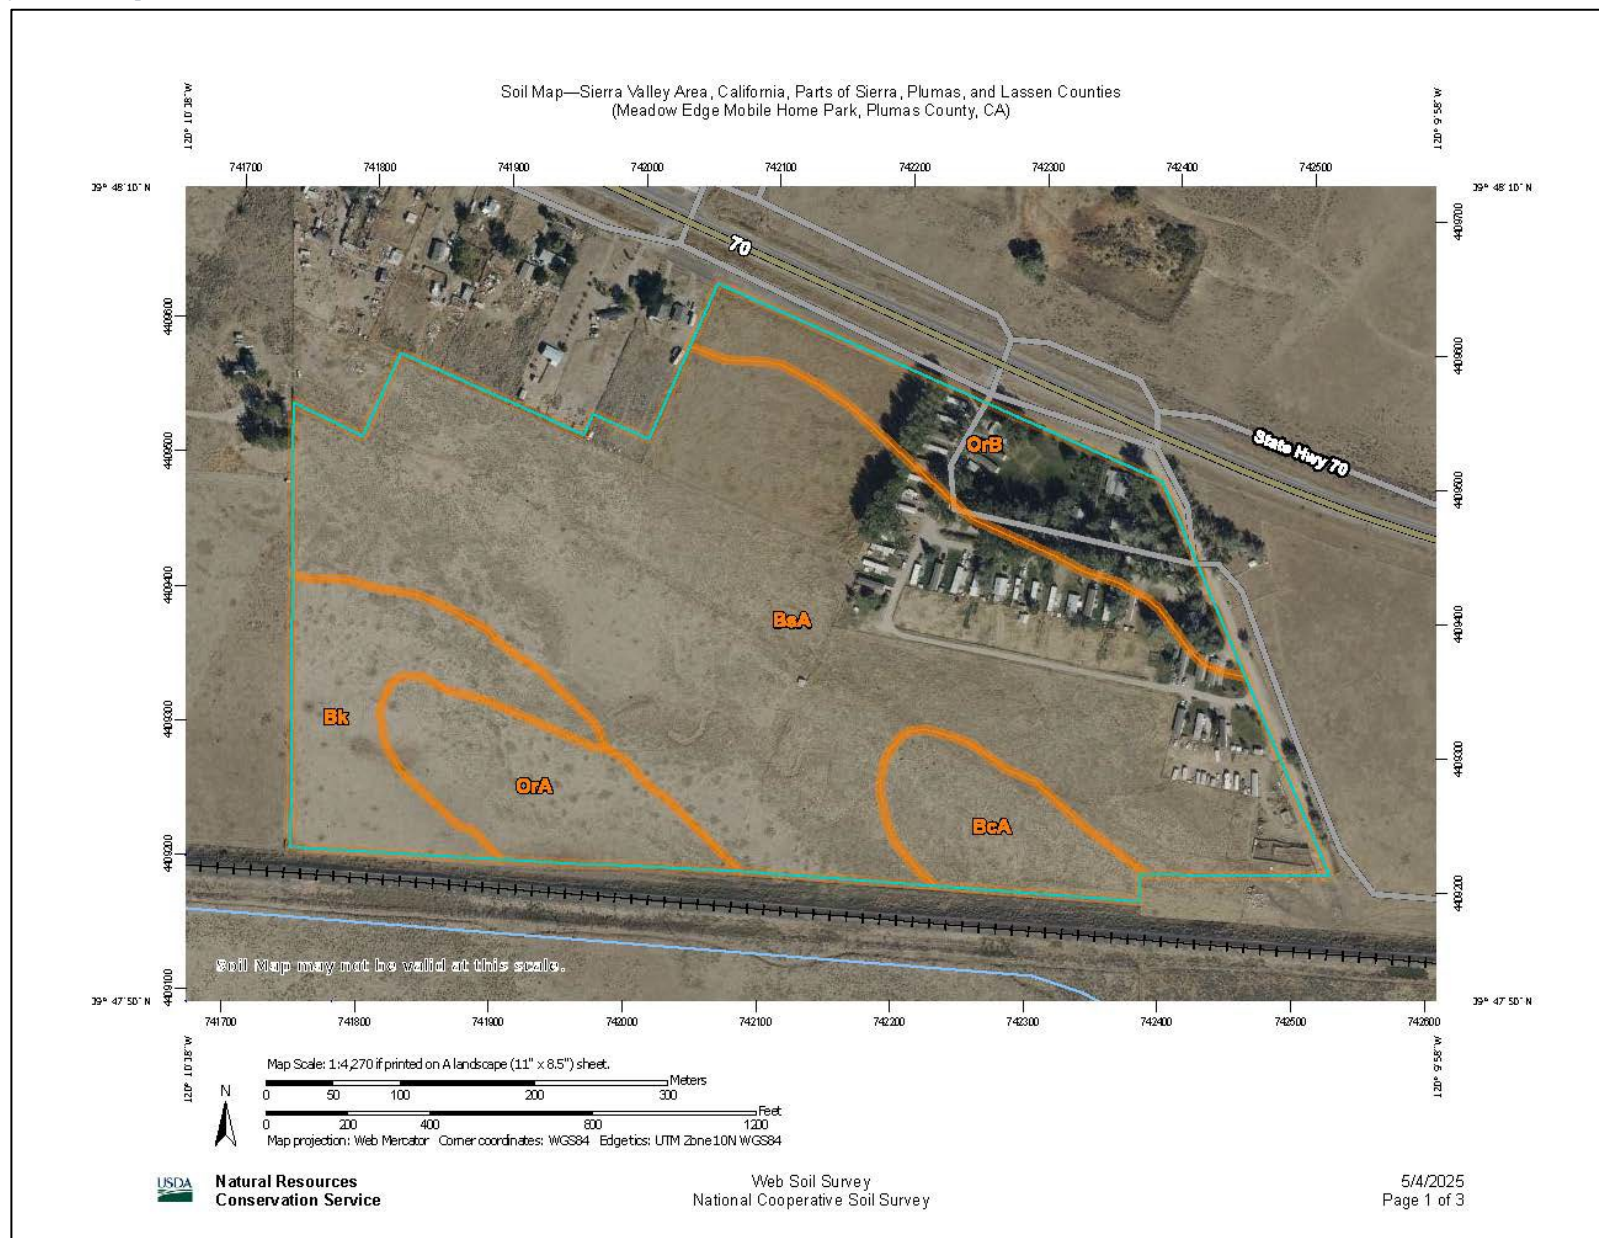 Soil Map—Sierra Valley Area, California, Parts of Sierra, Plumas, and Lassen Counties
(Meadow Edge Mobile Home Park, Plumas County, CA)
120° 10' 08" W
120° 9' 58" W
741700 741800 741900 742000 742100 742200 742300 742400 742500
39° 48' 10" N
39° 48' 10" N
4409700
70
4409600
4409600
State Hwy 70
OrB
4409500
4409500
4409400
4409400
BaA
Bk
4409300
4409300
OrA
BcA
4409200
4409200
Soil Map may not be valid at this scale.
4409100
39° 47' 50" N
39° 47' 50" N
741700 741800 741900 742000 742100 742200 742300 742400 742500 742600
120° 10' 08" W
120° 9' 58" W
Map Scale: 1:4,270 if printed on A landscape (11" x 8.5") sheet.
N
Meters
0 50 100 200 300
Feet
0 200 400 800 1200
Map projection: Web Mercator Corner coordinates: WGS84 Edge tics: UTM Zone 10N WGS84
USDA
Natural Resources
Conservation Service
Web Soil Survey
National Cooperative Soil Survey
5/4/2025
Page 1 of 3